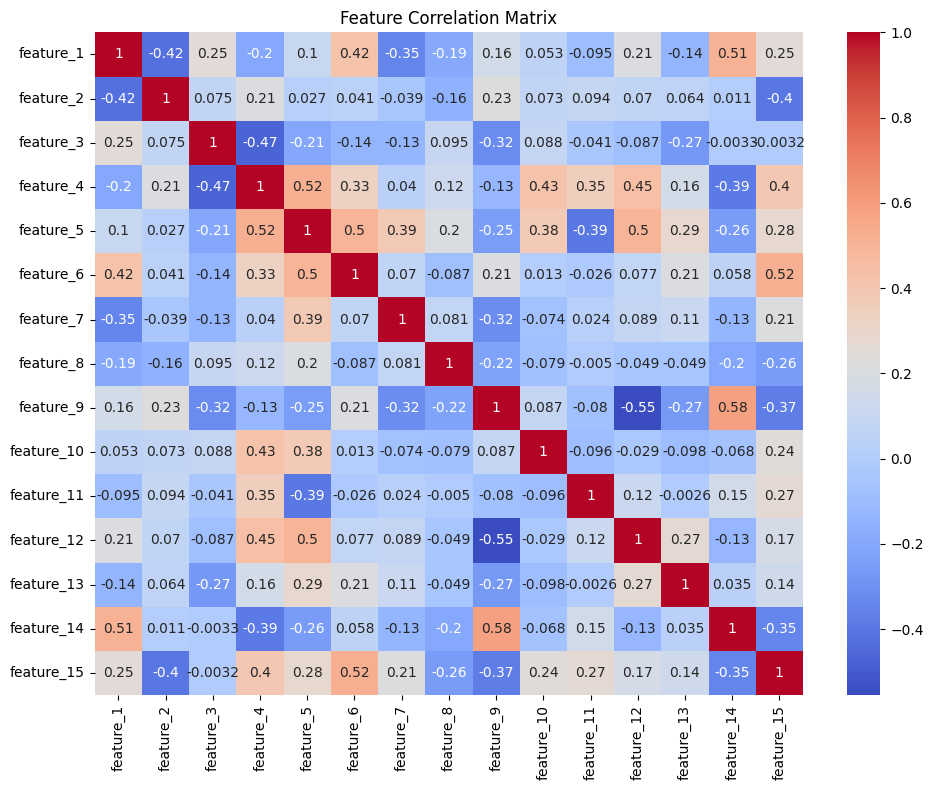 Feature Correlation Matrix
feature_1 1 -0.42 0.25 -0.2 0.1 0.42 -0.35 -0.19 0.16 0.053 -0.095 0.21 -0.14 0.51 0.25
feature_2 -0.42 1 0.075 0.21 0.027 0.041 -0.039 -0.16 0.23 0.073 0.094 0.07 0.064 0.011 -0.4
feature_3 0.25 0.075 1 -0.47 -0.21 -0.14 -0.13 0.095 -0.32 0.088 -0.041 -0.087 -0.27 -0.0033 -0.0032
feature_4 -0.2 0.21 -0.47 1 0.52 0.33 0.04 0.12 -0.13 0.43 0.35 0.45 0.16 -0.39 0.4
feature_5 0.1 0.027 -0.21 0.52 1 0.5 0.39 0.2 -0.25 0.38 -0.39 0.5 0.29 -0.26 0.28
feature_6 0.42 0.041 -0.14 0.33 0.5 1 0.07 -0.087 0.21 0.013 -0.026 0.077 0.21 0.058 0.52
feature_7 -0.35 -0.039 -0.13 0.04 0.39 0.07 1 0.081 -0.32 -0.074 0.024 0.089 0.11 -0.13 0.21
feature_8 -0.19 -0.16 0.095 0.12 0.2 -0.087 0.081 1 -0.22 -0.079 -0.005 -0.049 -0.049 -0.2 -0.26
feature_9 0.16 0.23 -0.32 -0.13 -0.25 0.21 -0.32 -0.22 1 0.087 -0.08 -0.55 -0.27 0.58 -0.37
feature_10 0.053 0.073 0.088 0.43 0.38 0.013 -0.074 -0.079 0.087 1 -0.096 -0.029 -0.098 -0.068 0.24
feature_11 -0.095 0.094 -0.041 0.35 -0.39 -0.026 0.024 -0.005 -0.08 -0.096 1 0.12 -0.0026 0.15 0.27
feature_12 0.21 0.07 -0.087 0.45 0.5 0.077 0.089 -0.049 -0.55 -0.029 0.12 1 0.27 -0.13 0.17
feature_13 -0.14 0.064 -0.27 0.16 0.29 0.21 0.11 -0.049 -0.27 -0.098 -0.0026 0.27 1 0.035 0.14
feature_14 0.51 0.011 -0.0033 -0.39 -0.26 0.058 -0.13 -0.2 0.58 -0.068 0.15 -0.13 0.035 1 -0.35
feature_15 0.25 -0.4 -0.0032 0.4 0.28 0.52 0.21 -0.26 -0.37 0.24 0.27 0.17 0.14 -0.35 1
feature_1 feature_2 feature_3 feature_4 feature_5 feature_6 feature_7 feature_8 feature_9 feature_10 feature_11 feature_12 feature_13 feature_14 feature_15
1.0
0.8
0.6
0.4
0.2
0.0
−0.2
−0.4